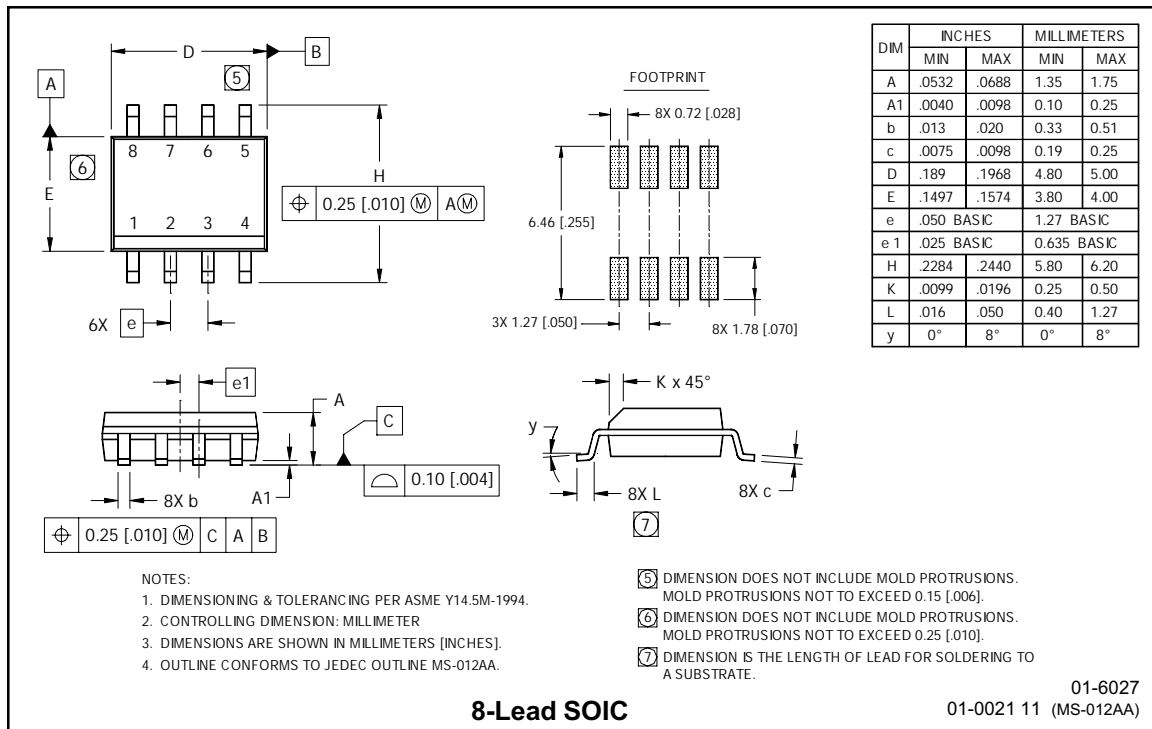 D
B
5
A
8 7 6 5
6
E
H
⌖ 0.25 [.010] Ⓜ AⓂ
1 2 3 4
6X e
FOOTPRINT
8X 0.72 [.028]
6.46 [.255]
3X 1.27 [.050]
8X 1.78 [.070]
DIM INCHES MILLIMETERS
MIN MAX MIN MAX
A .0532 .0688 1.35 1.75
A1 .0040 .0098 0.10 0.25
b .013 .020 0.33 0.51
c .0075 .0098 0.19 0.25
D .189 .1968 4.80 5.00
E .1497 .1574 3.80 4.00
e .050 BASIC 1.27 BASIC
e 1 .025 BASIC 0.635 BASIC
H .2284 .2440 5.80 6.20
K .0099 .0196 0.25 0.50
L .016 .050 0.40 1.27
y 0° 8° 0° 8°
e1
A
C
0.10 [.004]
A1
8X b
⌖ 0.25 [.010] Ⓜ C A B
K x 45°
y
8X L
8X c
7
NOTES:
1. DIMENSIONING & TOLERANCING PER ASME Y14.5M-1994.
2. CONTROLLING DIMENSION: MILLIMETER
3. DIMENSIONS ARE SHOWN IN MILLIMETERS [INCHES].
4. OUTLINE CONFORMS TO JEDEC OUTLINE MS-012AA.
5 DIMENSION DOES NOT INCLUDE MOLD PROTRUSIONS.
MOLD PROTRUSIONS NOT TO EXCEED 0.15 [.006].
6 DIMENSION DOES NOT INCLUDE MOLD PROTRUSIONS.
MOLD PROTRUSIONS NOT TO EXCEED 0.25 [.010].
7 DIMENSION IS THE LENGTH OF LEAD FOR SOLDERING TO
A SUBSTRATE.
8-Lead SOIC
01-6027
01-0021 11 (MS-012AA)